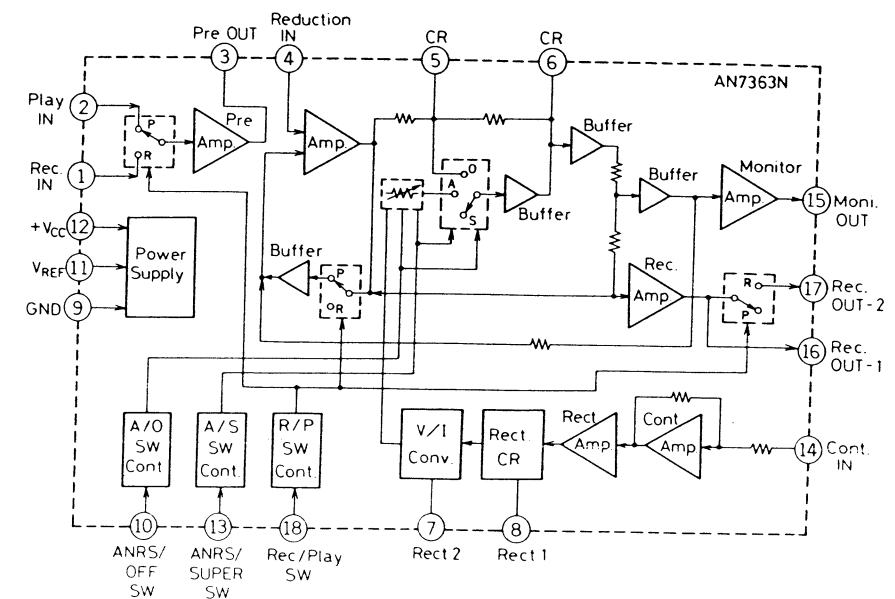 Pre OUT
3
Reduction
IN
4
CR
5
CR
6
AN7363N
Play
IN
2
P
R
Pre
Amp.
Amp.
Buffer
Buffer
Monitor
Amp.
15
Moni.
OUT
Rec.
IN
1
O
A
S
Buffer
+VCC
12
VREF
11
GND
9
Power
Supply
Buffer
P
R
Rec.
Amp.
R
P
17
Rec.
OUT-2
16
Rec.
OUT-1
A/O
SW
Cont.
A/S
SW
Cont.
R/P
SW
Cont.
V/I
Conv.
Rect.
CR
Rect
Amp.
Cont
Amp.
14
Cont.
IN
10
ANRS/
OFF
SW
13
ANRS/
SUPER
SW
18
Rec/Play
SW
7
Rect 2
8
Rect 1